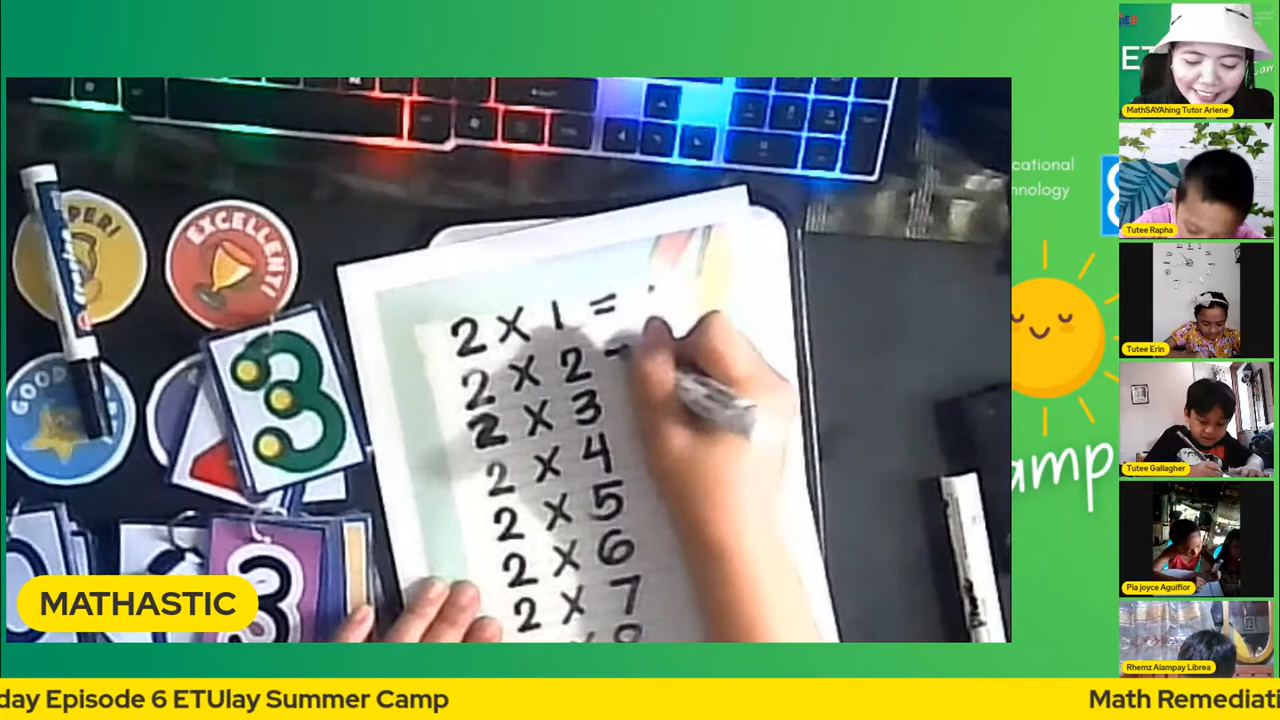 EXCELLENT!
GOOD
3
3
2 X 1 =
2 X 2
2 X 3
2 X 4
2 X 5
2 X 6
2 X 7
MATHASTIC
day Episode 6 ETUlay Summer Camp
Math Remediati
cational
hnology
amp
ET
MathSAYAhing Tutor Arlene
Tutee Rapha
Tutee Erin
Tutee Gallagher
Pia joyce Aguiflor
Rhemz Alampay Librea